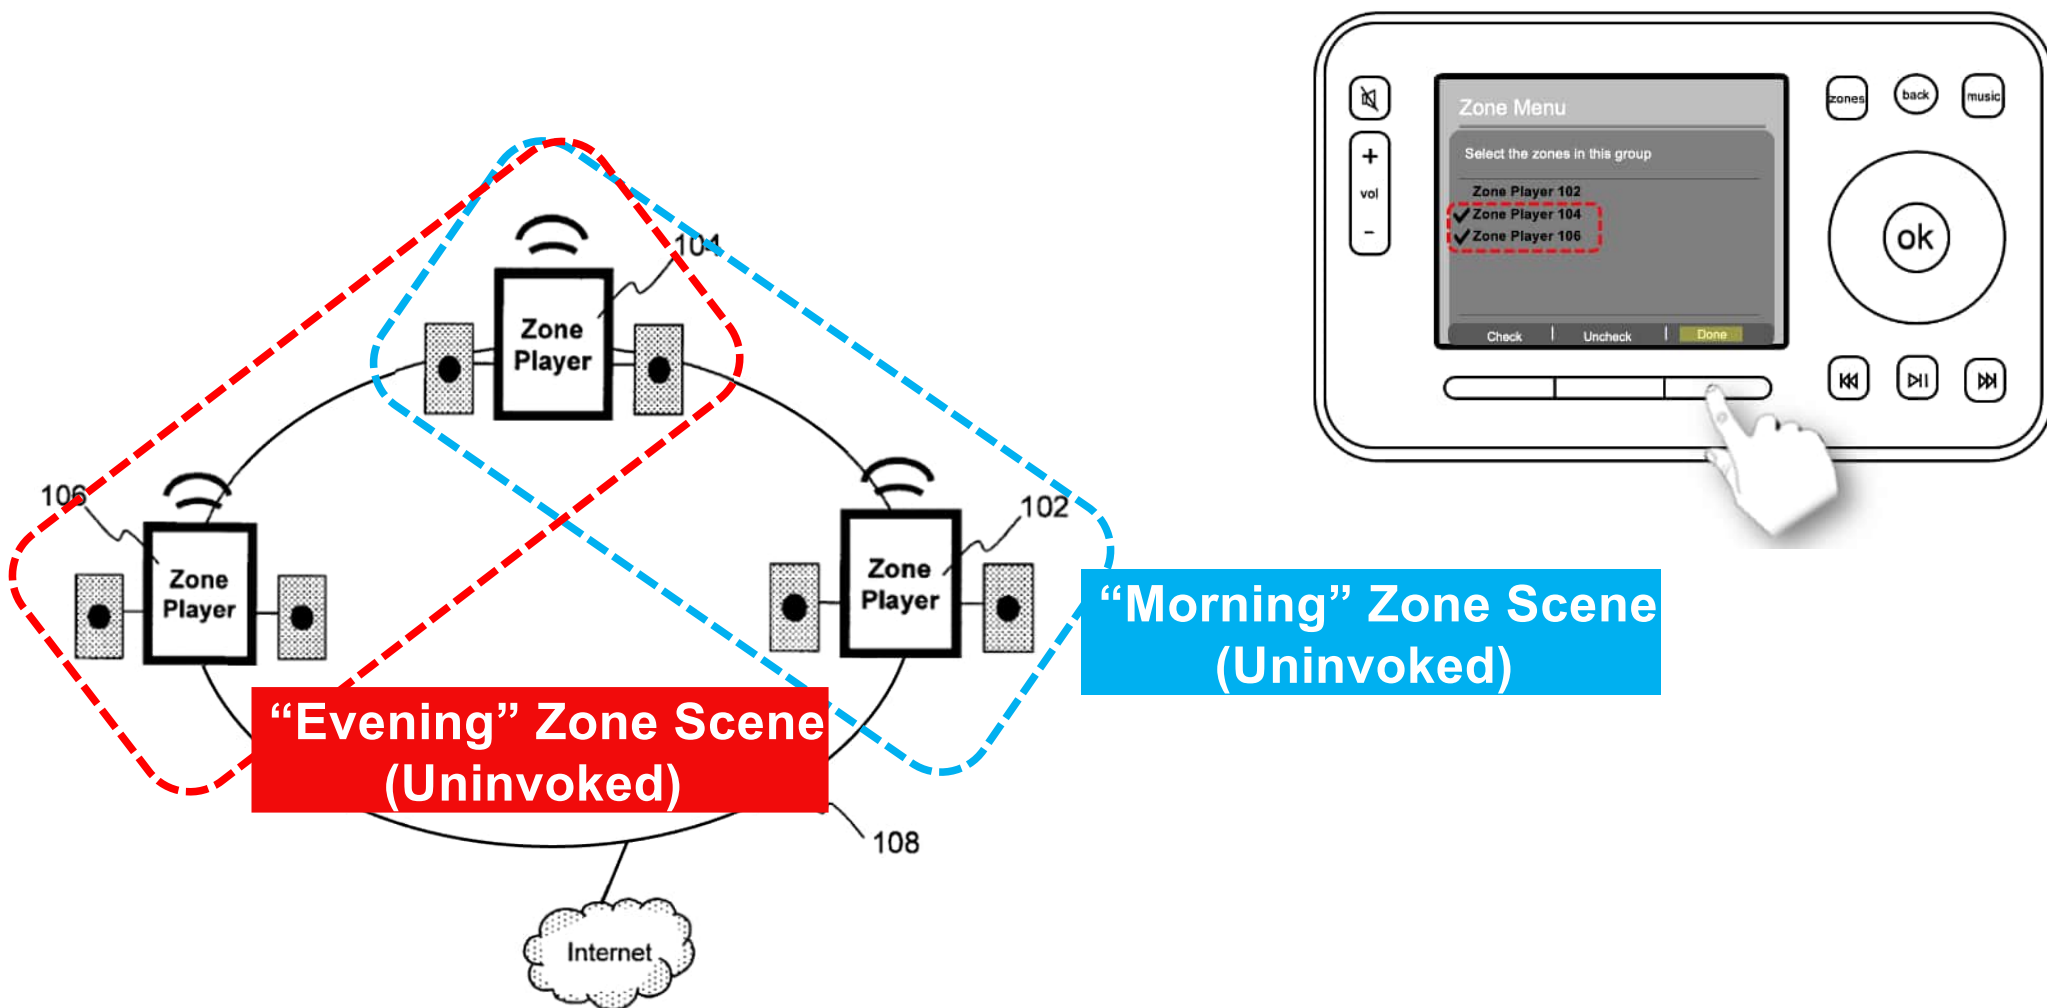 104
Zone
Player
106
Zone
Player
102
Zone
Player
“Morning” Zone Scene
(Uninvoked)
“Evening” Zone Scene
(Uninvoked)
108
Internet
Zone Menu
Select the zones in this group
Zone Player 102
Zone Player 104
Zone Player 106
Check
Uncheck
Done
+
vol
-
zones
back
music
ok